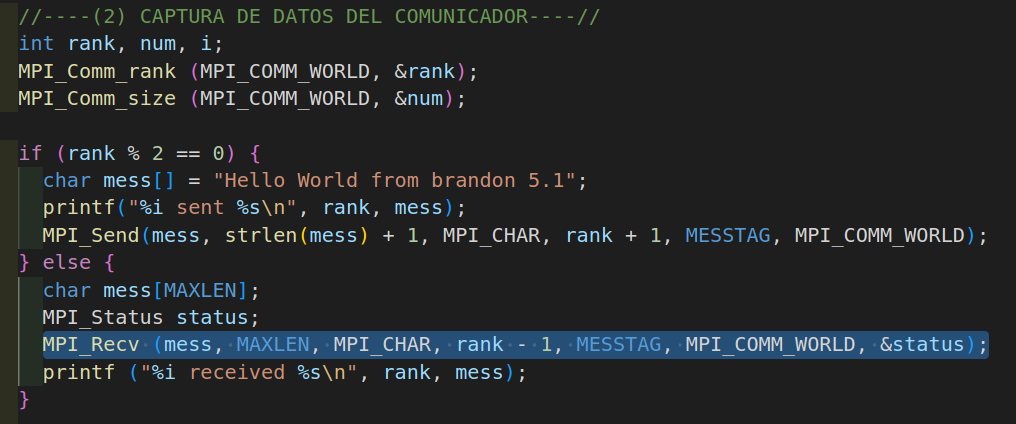 //----(2) CAPTURA DE DATOS DEL COMUNICADOR----//
int rank, num, i;
MPI_Comm_rank (MPI_COMM_WORLD, &rank);
MPI_Comm_size (MPI_COMM_WORLD, &num);
if (rank % 2 == 0) {
char mess[] = "Hello World from brandon 5.1";
printf("%i sent %s\n", rank, mess);
MPI_Send(mess, strlen(mess) + 1, MPI_CHAR, rank + 1, MESSTAG, MPI_COMM_WORLD);
} else {
char mess[MAXLEN];
MPI_Status status;
MPI_Recv (mess, MAXLEN, MPI_CHAR, rank - 1, MESSTAG, MPI_COMM_WORLD, &status);
printf ("%i received %s\n", rank, mess);
}